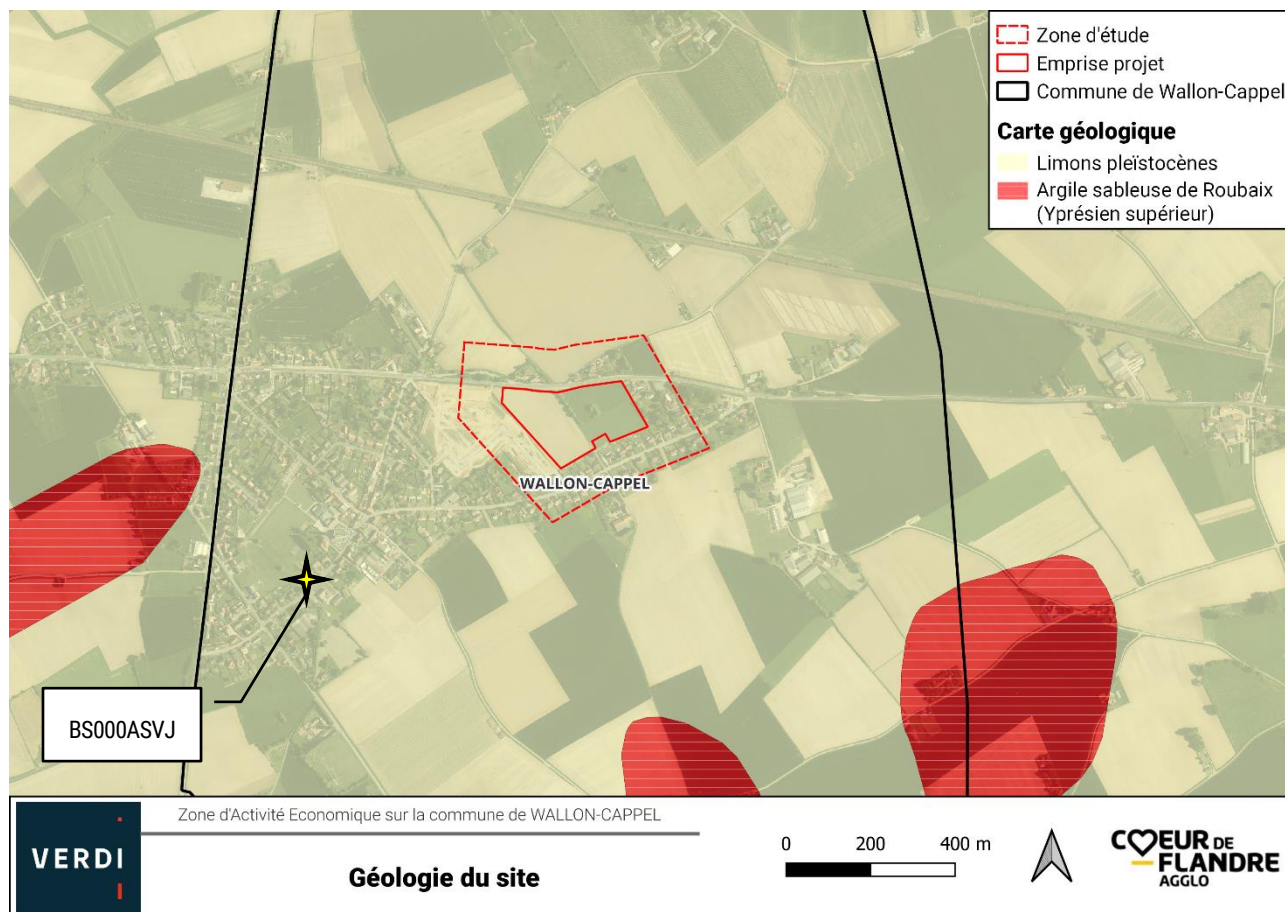 Zone d'étude
Emprise projet
Commune de Wallon-Cappel
Carte géologique
Limons pleïstocènes
Argile sableuse de Roubaix
(Yprésien supérieur)
WALLON-CAPPEL
BS000ASVJ
VERDI
Zone d'Activité Economique sur la commune de WALLON-CAPPEL
Géologie du site
0 200 400 m
CŒUR DE
FLANDRE
AGGLO